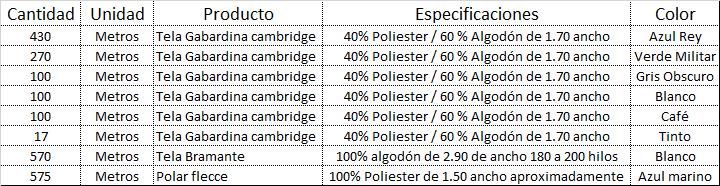 Cantidad Unidad Producto Especificaciones Color
430 Metros Tela Gabardina cambridge 40% Poliester / 60 % Algodón de 1.70 ancho Azul Rey
270 Metros Tela Gabardina cambridge 40% Poliester / 60 % Algodón de 1.70 ancho Verde Militar
100 Metros Tela Gabardina cambridge 40% Poliester / 60 % Algodón de 1.70 ancho Gris Obscuro
100 Metros Tela Gabardina cambridge 40% Poliester / 60 % Algodón de 1.70 ancho Blanco
100 Metros Tela Gabardina cambridge 40% Poliester / 60 % Algodón de 1.70 ancho Café
17 Metros Tela Gabardina cambridge 40% Poliester / 60 % Algodón de 1.70 ancho Tinto
570 Metros Tela Bramante 100% algodón de 2.90 de ancho 180 a 200 hilos Blanco
575 Metros Polar flecce 100% Poliester de 1.50 ancho aproximadamente Azul marino